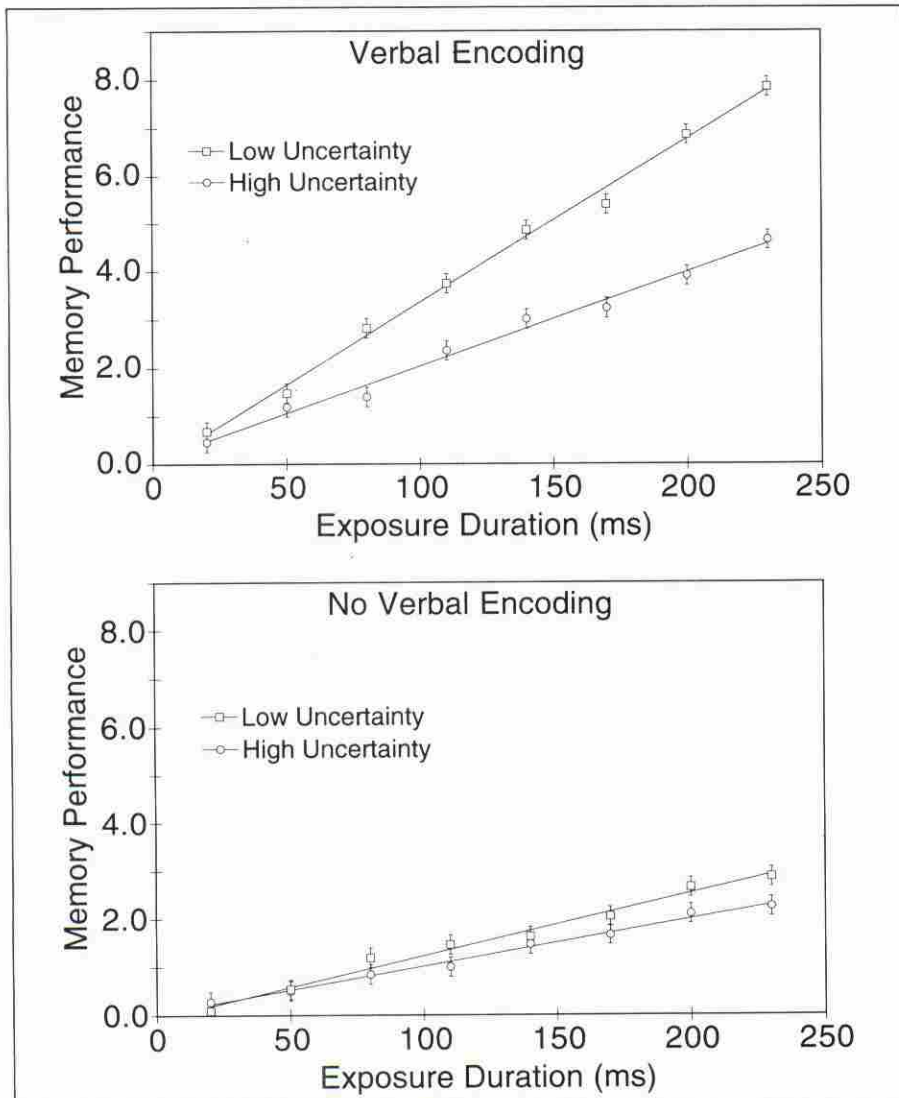 Verbal Encoding
Memory Performance
8.0
6.0
4.0
2.0
0.0
Low Uncertainty
High Uncertainty
0 50 100 150 200 250
Exposure Duration (ms)
No Verbal Encoding
Memory Performance
8.0
6.0
4.0
2.0
0.0
Low Uncertainty
High Uncertainty
0 50 100 150 200 250
Exposure Duration (ms)